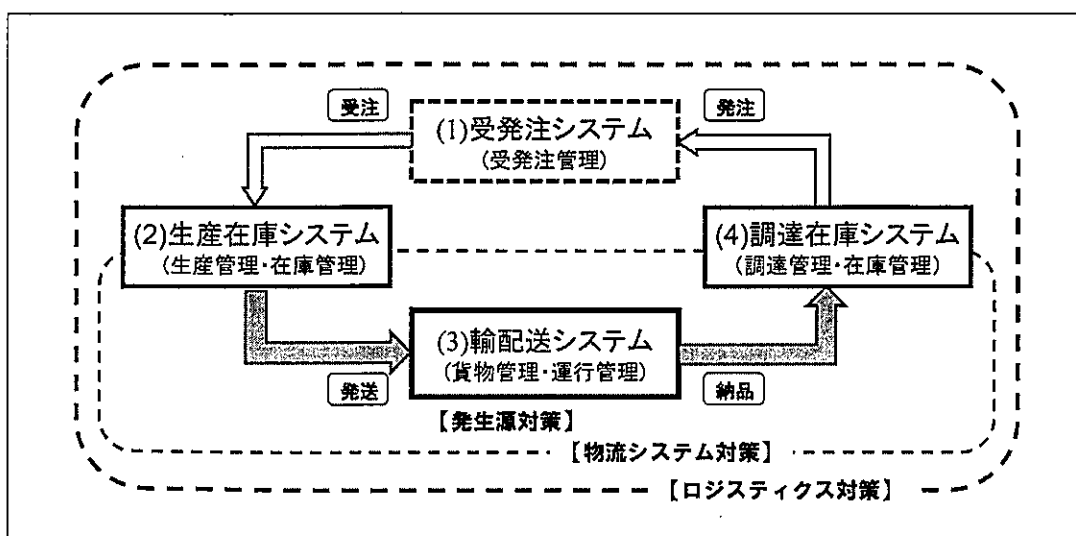 受注
発注
(1)受発注システム
(受発注管理)
(2)生産在庫システム
(生産管理・在庫管理)
(4)調達在庫システム
(調達管理・在庫管理)
(3)輸配送システム
(貨物管理・運行管理)
発送
納品
【発生源対策】
【物流システム対策】
【ロジスティクス対策】